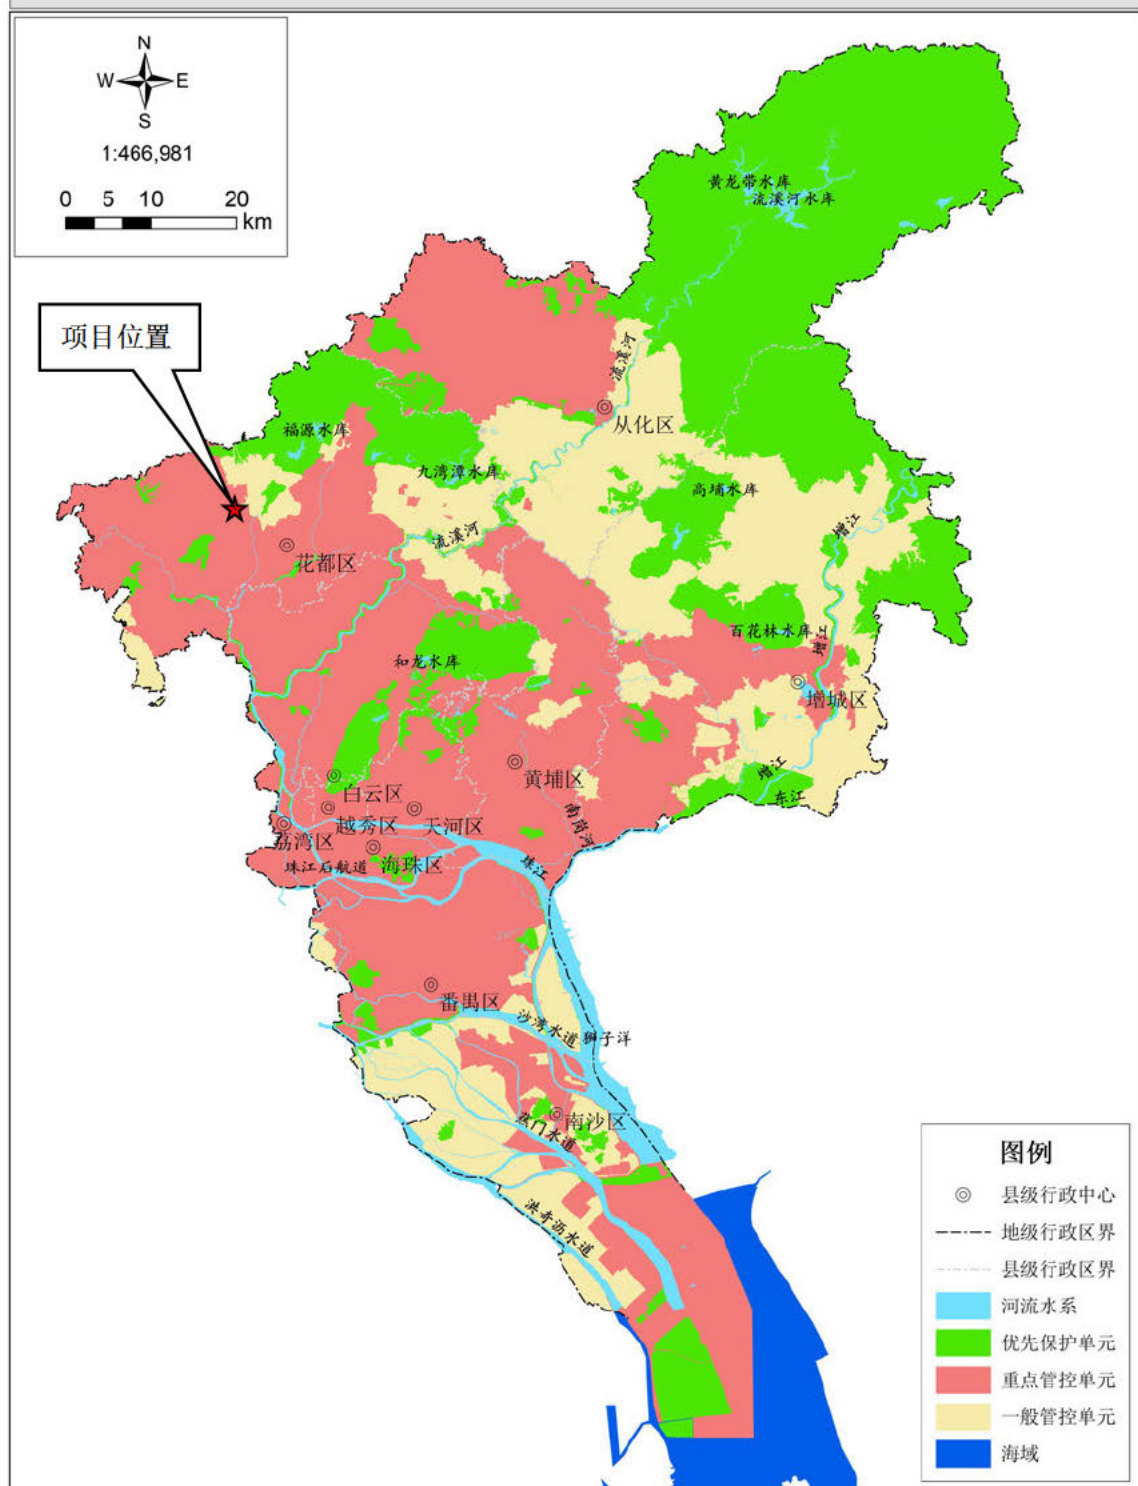 N
W E
S
1:466,981
0 5 10 20
km
项目位置
黄龙带水库
流溪河水库
流溪河
从化区
福源水库
九湾潭水库
高埔水库
增江
流溪河
花都区
百花林水库
增江
和龙水库
增城区
黄埔区
增江
东江
白云区
越秀区
天河区
南岗河
荔湾区
海珠区
珠江后航道
珠江
番禺区
沙湾水道
狮子洋
南沙区
蕉门水道
洪奇沥水道
图例
县级行政中心
地级行政区界
县级行政区界
河流水系
优先保护单元
重点管控单元
一般管控单元
海域